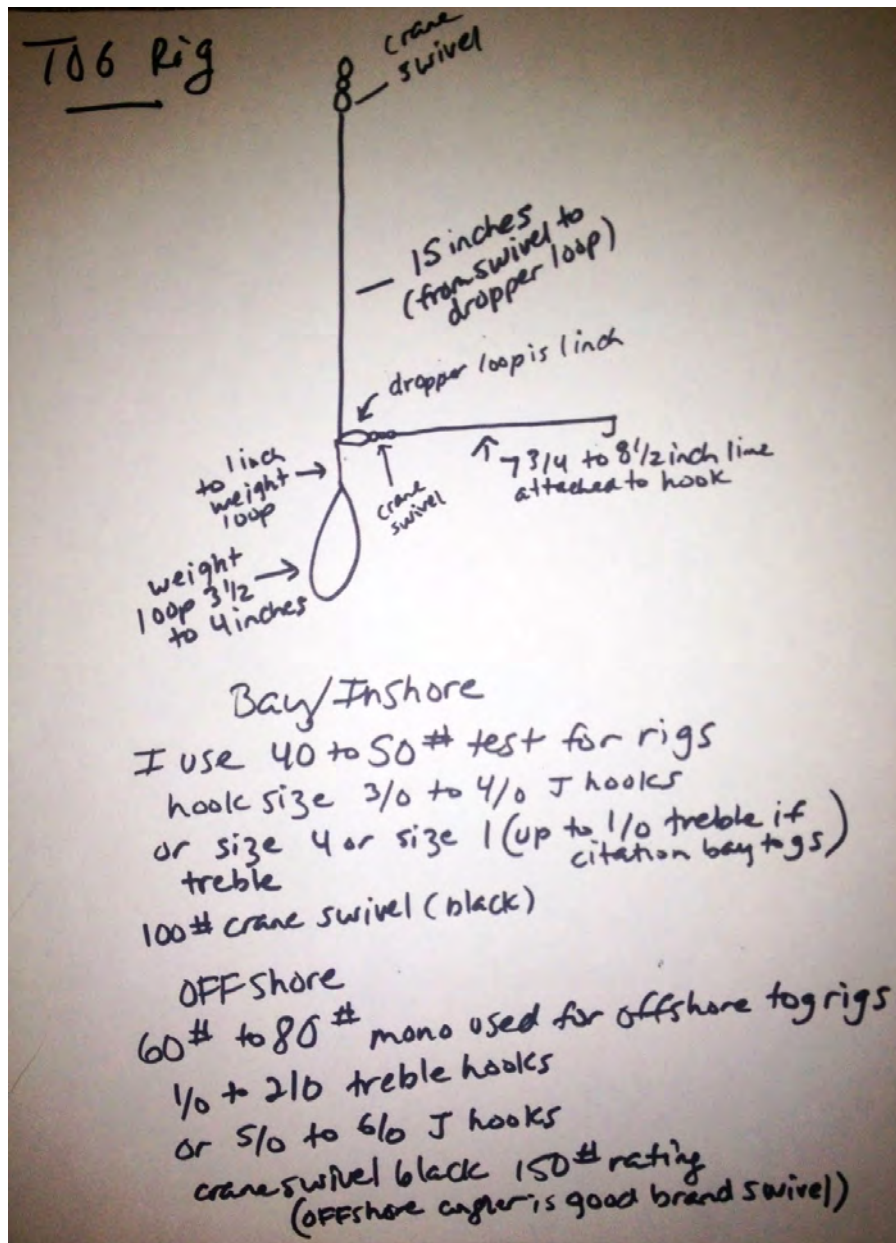 TOG Rig
crane
swivel
15 inches
(from swivel to
dropper loop)
dropper loop is 1 inch
7 3/4 to 8 1/2 inch line
attached to hook
crane
swivel
1 inch
to
weight
loop
weight
loop 3 1/2
to 4 inches
Bay/Inshore
I use 40 to 50# test for rigs
hook size 3/0 to 4/0 J hooks
or size 4 or size 1 (up to 1/0 treble if
treble citation bay togs)
100# crane swivel (black)
OFFshore
60# to 80# mono used for offshore tog rigs
1/0 to 2/0 treble hooks
or 5/0 to 6/0 J hooks
crane swivel black 150# rating
(OFFshore angler is good brand swivel)